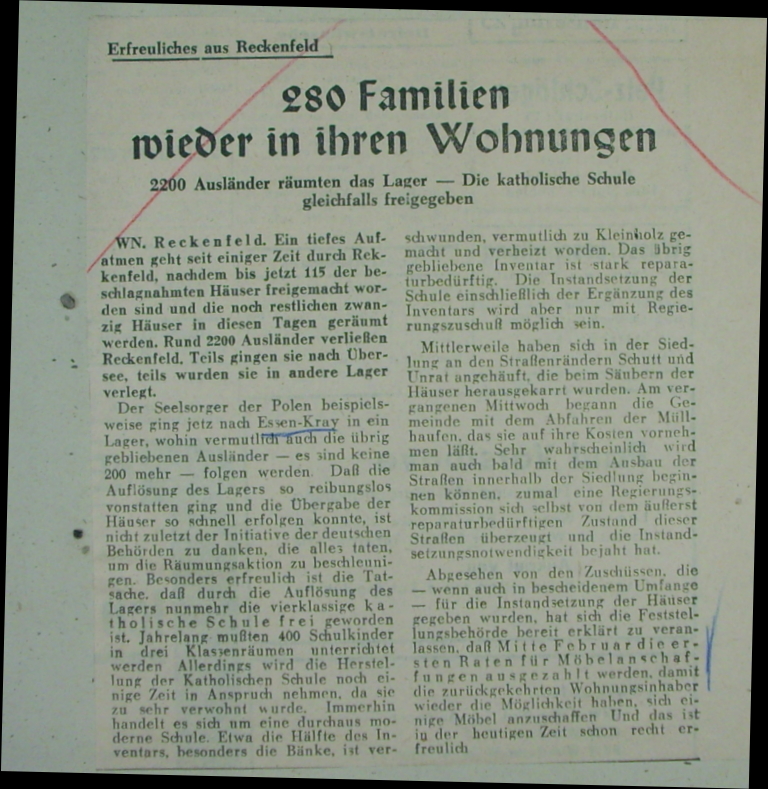 Erfreuliches aus Reckenfeld
280 Familien
wieder in ihren Wohnungen
2200 Ausländer räumten das Lager — Die katholische Schule
gleichfalls freigegeben
WN. Reckenfeld. Ein tiefes Auf-
atmen geht seit einiger Zeit durch Rek-
kenfeld, nachdem bis jetzt 115 der be-
schlagnahmten Häuser freigemacht wor-
den sind und die noch restlichen zwan-
zig Häuser in diesen Tagen geräumt
werden. Rund 2200 Ausländer verließen
Reckenfeld. Teils gingen sie nach Über-
see, teils wurden sie in andere Lager
verlegt.
Der Seelsorger der Polen beispiels-
weise ging jetz nach Essen-Kray in ein
Lager, wohin vermutlich auch die übrig
gebliebenen Ausländer — es sind keine
200 mehr — folgen werden. Daß die
Auflösung des Lagers so reibungslos
vonstatten ging und die Übergabe der
Häuser so schnell erfolgen konnte, ist
nicht zuletzt der Initiative der deutschen
Behörden zu danken, die alles taten,
um die Räumungsaktion zu beschleuni-
gen. Besonders erfreulich ist die Tat-
sache, daß durch die Auflösung des
Lagers nunmehr die vierklassige ka-
tholische Schule frei geworden
ist. Jahrelang mußten 400 Schulkinder
in drei Klassenräumen unterrichtet
werden Allerdings wird die Herstel-
lung der Katholischen Schule noch ei-
nige Zeit in Anspruch nehmen, da sie
zu sehr verwohnt wurde. Immerhin
handelt es sich um eine durchaus mo-
derne Schule. Etwa die Hälfte des In-
ventars, besonders die Bänke, ist ver-
schwunden, vermutlich zu Kleinholz ge-
macht und verheizt worden. Das übrig
gebliebene Inventar ist stark repara-
turbedürftig. Die Instandsetzung der
Schule einschließlich der Ergänzung des
Inventars wird aber nur mit Regie-
rungszuschuß möglich sein.
Mittlerweile haben sich in der Sied-
lung an den Straßenrändern Schutt und
Unrat angehäuft, die beim Säubern der
Häuser herausgekarrt wurden. Am ver-
gangenen Mittwoch begann die Ge-
meinde mit dem Abfahren der Müll-
haufen, das sie auf ihre Kosten vorneh-
men läßt. Sehr wahrscheinlich wird
man auch bald mit dem Ausbau der
Straßen innerhalb der Siedlung begin-
nen können, zumal eine Regierungs-
kommission sich selbst von dem äußerst
reparaturbedürftigen Zustand dieser
Straßen überzeugt und die Instand-
setzungsnotwendigkeit bejaht hat.
Abgesehen von den Zuschüssen, die
— wenn auch in bescheidenem Umfange
— für die Instandsetzung der Häuser
gegeben wurden, hat sich die Feststel-
lungsbehörde bereit erklärt zu veran-
lassen, daß Mitte Februar die er-
sten Raten für Möbelanschaf-
fungen ausgezahlt werden, damit
die zurückgekehrten Wohnungsinhaber
wieder die Möglichkeit haben, sich ei-
nige Möbel anzuschaffen Und das ist
in der heutigen Zeit schon recht er-
freulich